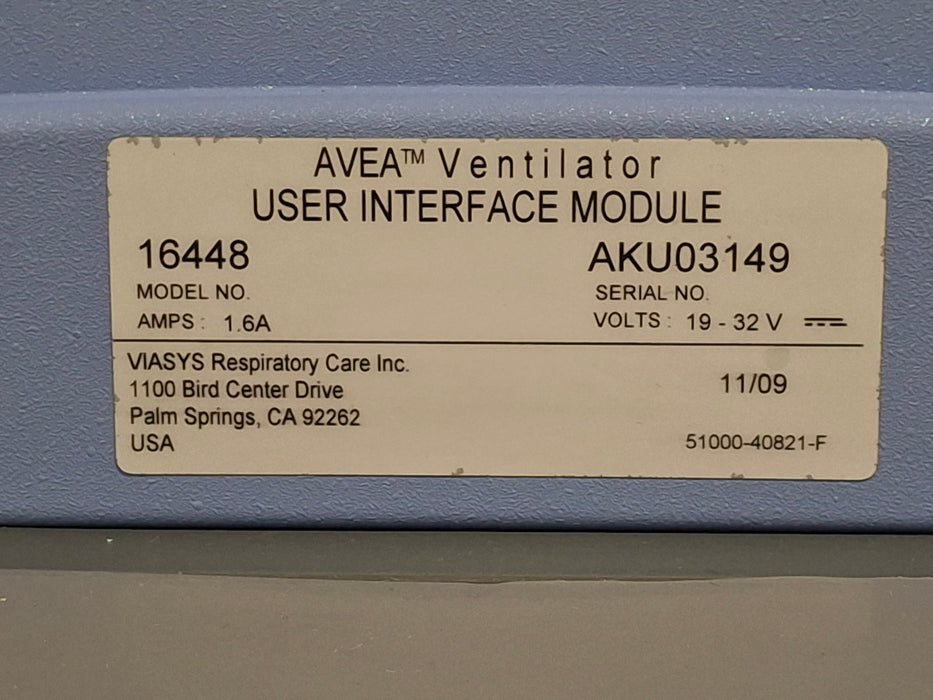 AVEA™ Ventilator
USER INTERFACE MODULE
16448 AKU03149
MODEL NO. SERIAL NO.
AMPS : 1.6A VOLTS : 19 - 32 V
VIASYS Respiratory Care Inc.
1100 Bird Center Drive 11/09
Palm Springs, CA 92262
USA 51000-40821-F